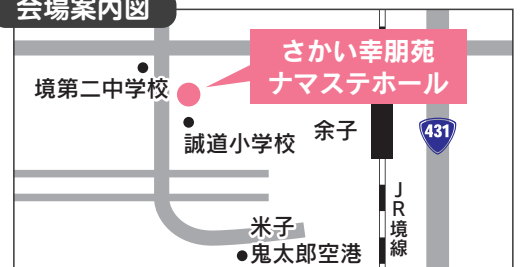 会場案内図
さかい幸朋苑
ナマステホール
境第二中学校
誠道小学校
余子
431
JR境線
米子
鬼太郎空港